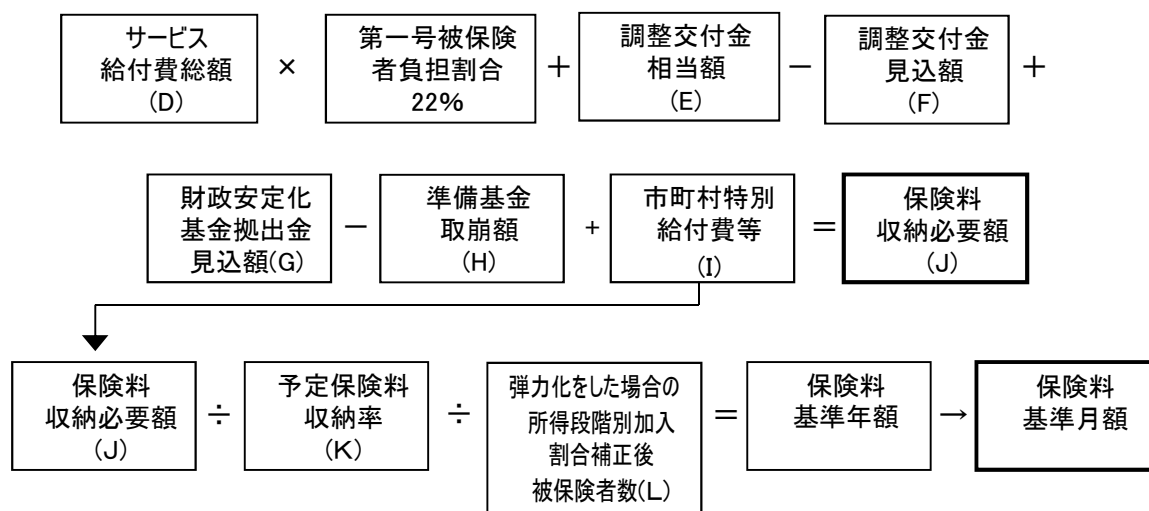 サービス
給付費総額
(D)
×
第一号被保険
者負担割合
22%
＋
調整交付金
相当額
(E)
－
調整交付金
見込額
(F)
＋
財政安定化
基金拠出金
見込額(G)
－
準備基金
取崩額
(H)
+
市町村特別
給付費等
(I)
＝
保険料
収納必要額
(J)
保険料
収納必要額
(J)
÷
予定保険料
収納率
(K)
÷
弾力化をした場合の
所得段階別加入
割合補正後
被保険者数(L)
＝
保険料
基準年額
→
保険料
基準月額